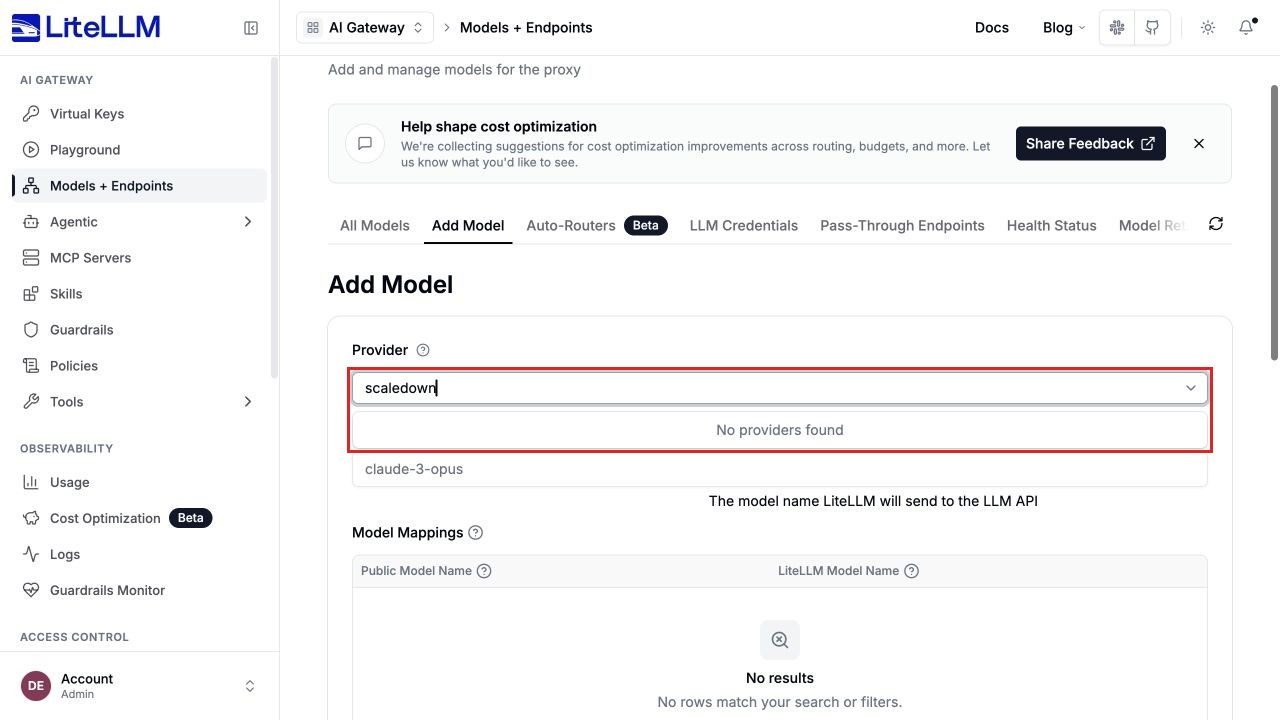 LiteLLM
AI Gateway
Models + Endpoints
Docs
Blog
AI GATEWAY
Virtual Keys
Playground
Models + Endpoints
Agentic
MCP Servers
Skills
Guardrails
Policies
Tools
OBSERVABILITY
Usage
Cost Optimization Beta
Logs
Guardrails Monitor
ACCESS CONTROL
DE
Account
Admin
Add and manage models for the proxy
Help shape cost optimization
We're collecting suggestions for cost optimization improvements across routing, budgets, and more. Let
us know what you'd like to see.
Share Feedback
All Models Add Model Auto-Routers Beta LLM Credentials Pass-Through Endpoints Health Status Model Ret
Add Model
Provider
scaledown
No providers found
claude-3-opus
The model name LiteLLM will send to the LLM API
Model Mappings
Public Model Name LiteLLM Model Name
No results
No rows match your search or filters.